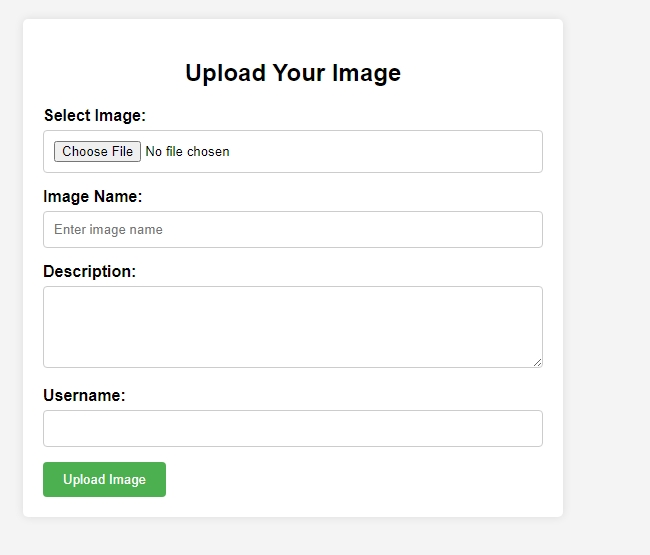 Upload Your Image
Select Image:
Choose File No file chosen
Image Name:
Enter image name
Description:
Username:
Upload Image